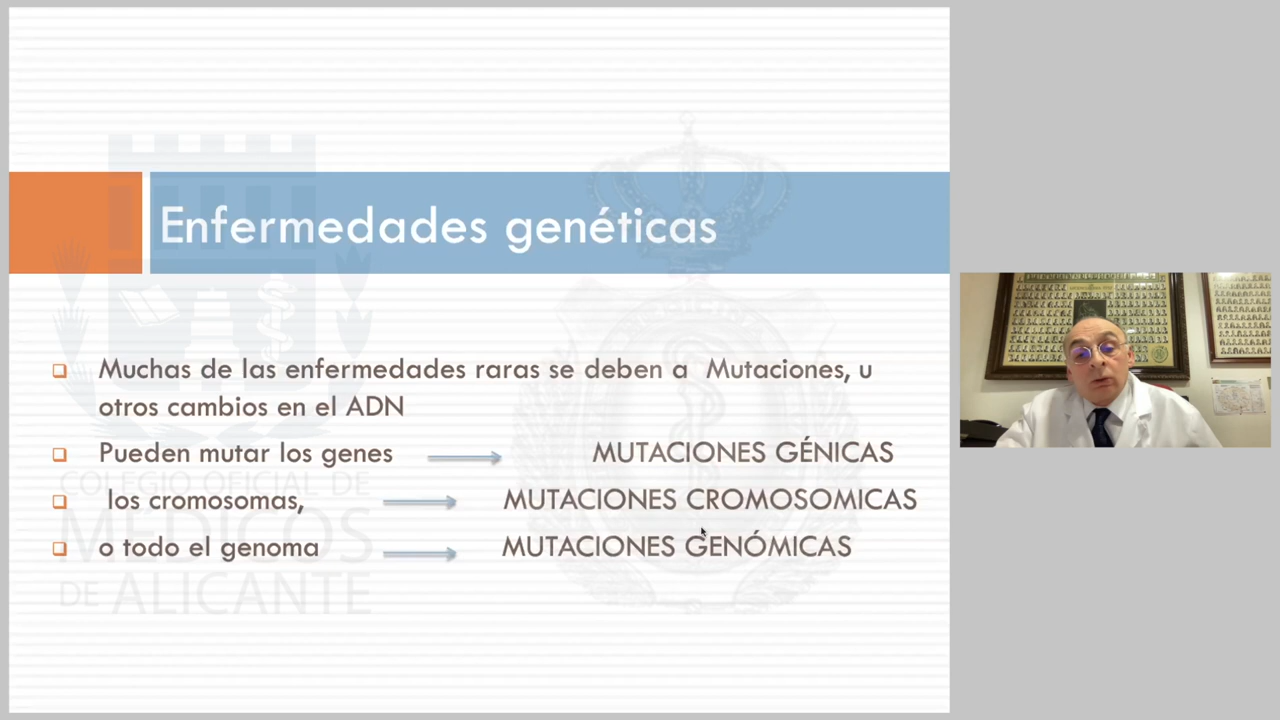 Enfermedades genéticas
Muchas de las enfermedades raras se deben a Mutaciones, u
otros cambios en el ADN
Pueden mutar los genes MUTACIONES GÉNICAS
los cromosomas, MUTACIONES CROMOSOMICAS
o todo el genoma MUTACIONES GENÓMICAS
COLEGIO OFICIAL DE
MEDICOS
DE ALICANTE